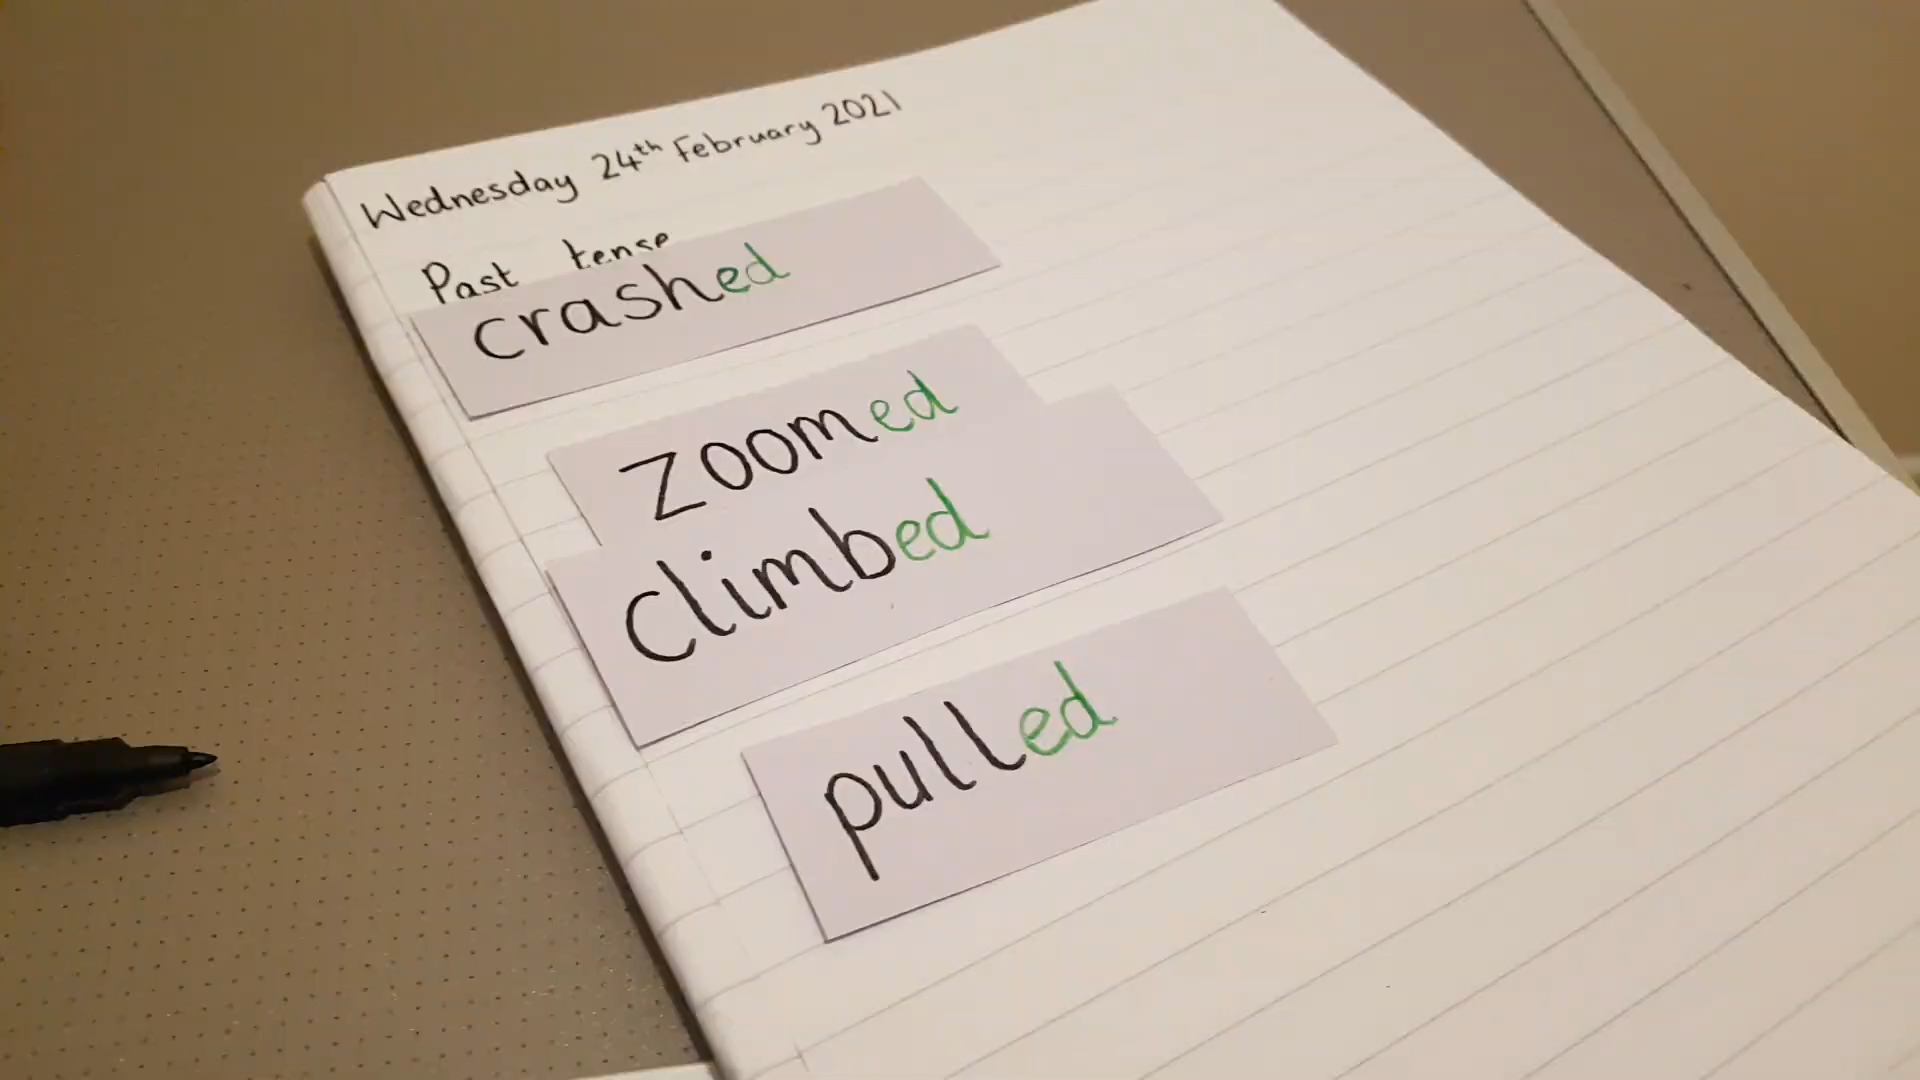 Wednesday 24th February 2021
Past tense
crashed
zoomed
climbed
pulled